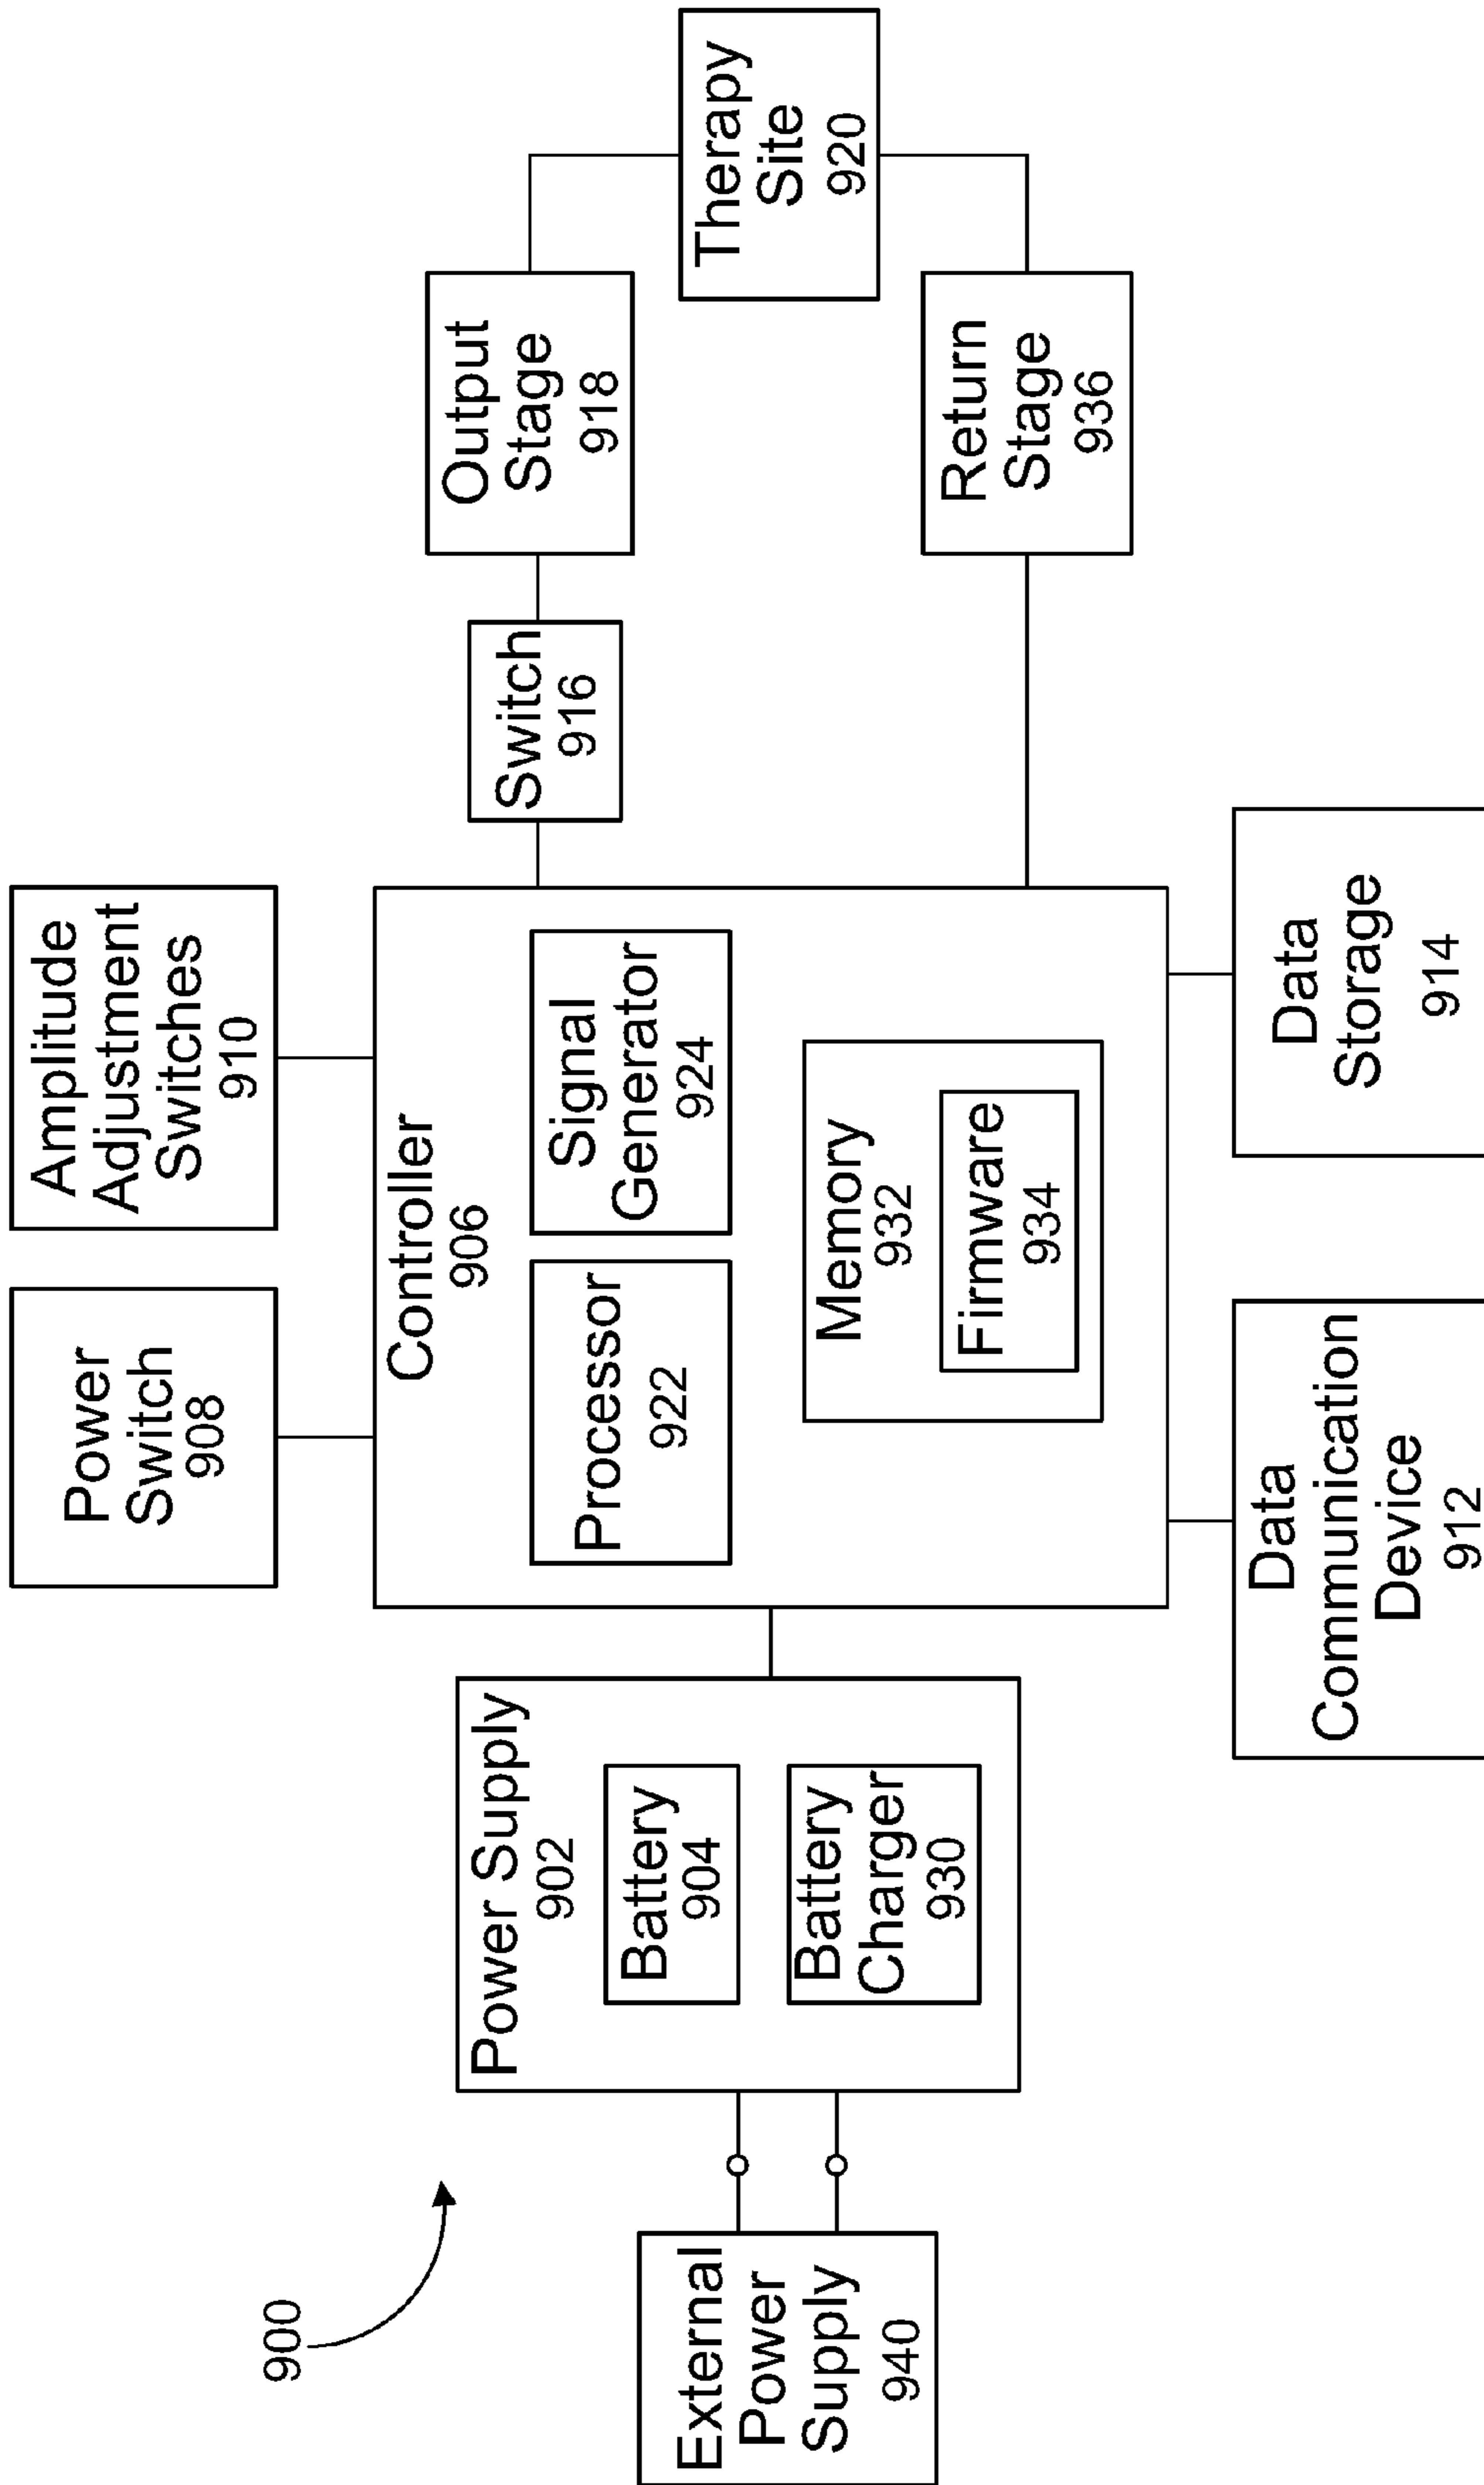 900
Power
Switch
908
Amplitude
Adjustment
Switches
910
External
Power
Supply
940
Power Supply
902
Battery
904
Battery
Charger
930
Controller
906
Processor
922
Signal
Generator
924
Memory
932
Firmware
934
Switch
916
Output
Stage
918
Therapy
Site
920
Return
Stage
936
Data
Communication
Device
912
Data
Storage
914